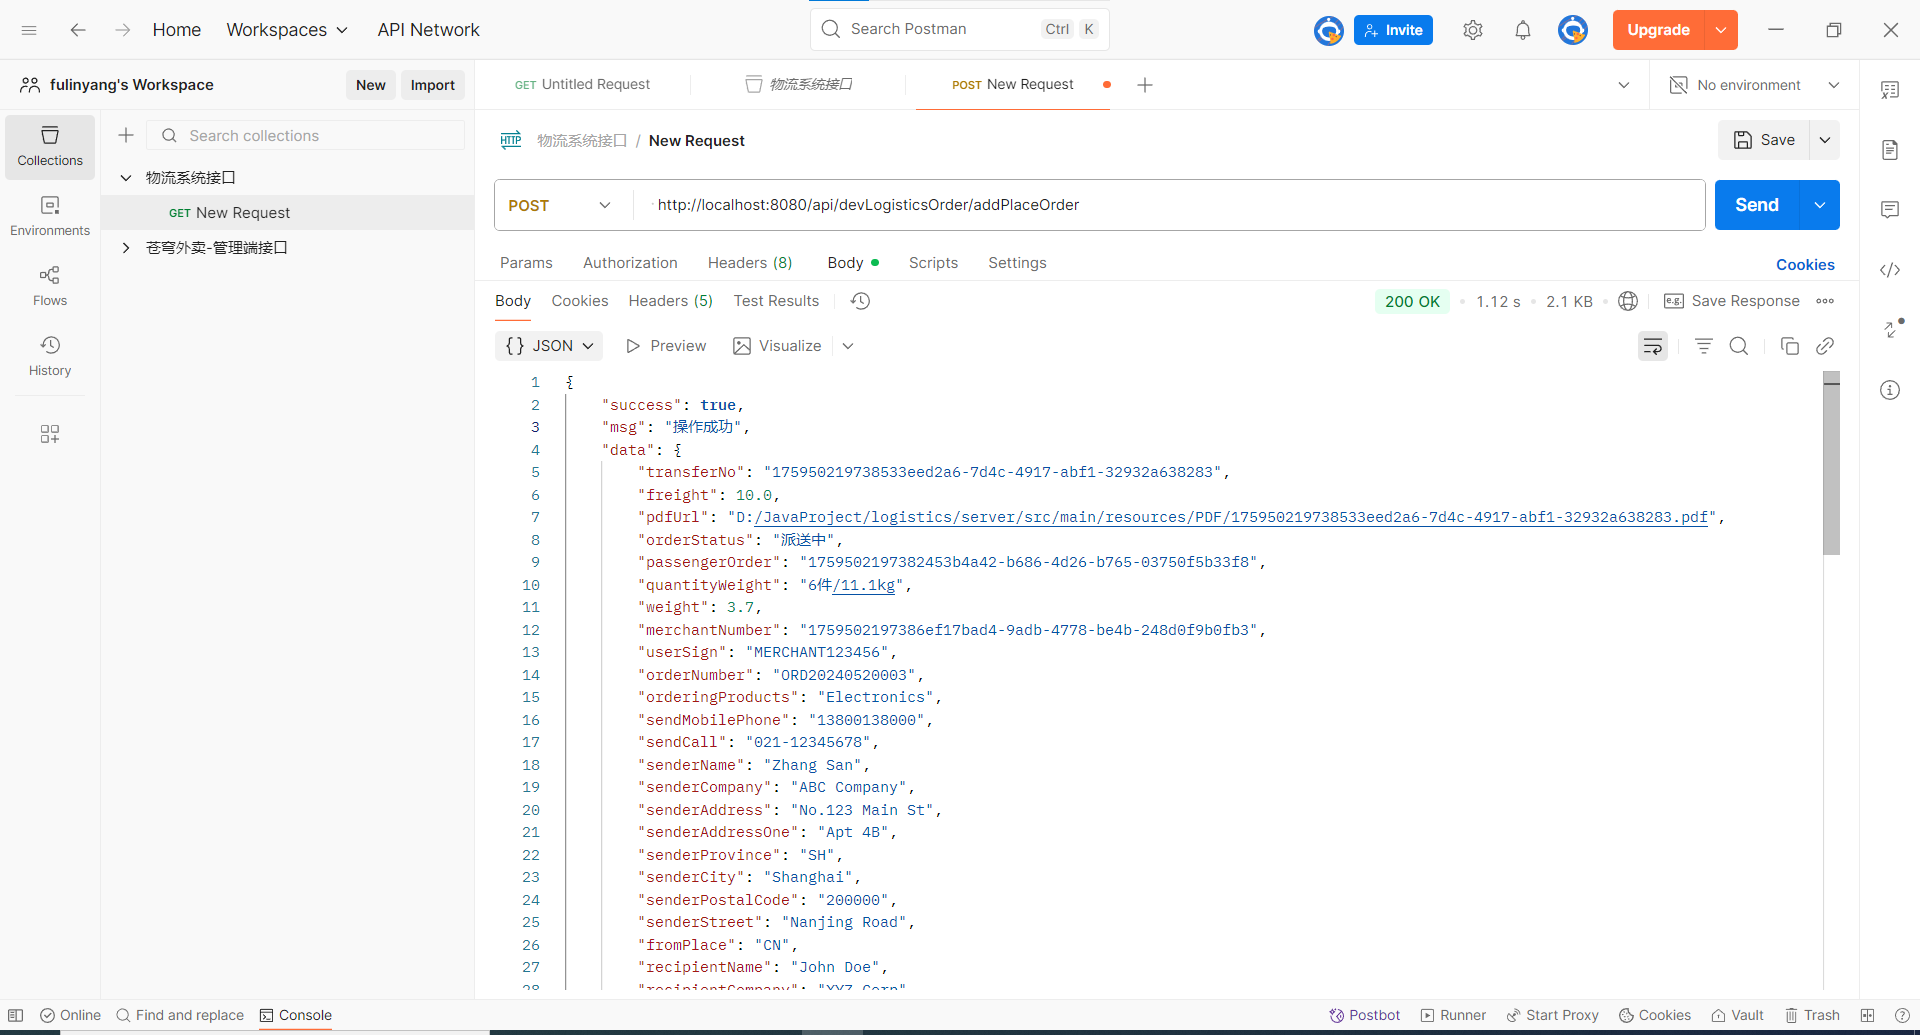 Home Workspaces API Network Search Postman Ctrl K Invite Upgrade
fulinyang's Workspace New Import GET Untitled Request 物流系统接口 POST New Request No environment
Collections
Environments
Flows
History
Search collections
物流系统接口
GET New Request
苍穹外卖-管理端接口
HTTP 物流系统接口 / New Request Save
POST http://localhost:8080/api/devLogisticsOrder/addPlaceOrder Send
Params Authorization Headers (8) Body Scripts Settings Cookies
Body Cookies Headers (5) Test Results 200 OK 1.12 s 2.1 KB e.g. Save Response
{} JSON Preview Visualize
1 {
2 "success": true,
3 "msg": "操作成功",
4 "data": {
5 "transferNo": "175950219738533eed2a6-7d4c-4917-abf1-32932a638283",
6 "freight": 10.0,
7 "pdfUrl": "D:/JavaProject/logistics/server/src/main/resources/PDF/175950219738533eed2a6-7d4c-4917-abf1-32932a638283.pdf",
8 "orderStatus": "派送中",
9 "passengerOrder": "1759502197382453b4a42-b686-4d26-b765-03750f5b33f8",
10 "quantityWeight": "6件/11.1kg",
11 "weight": 3.7,
12 "merchantNumber": "1759502197386ef17bad4-9adb-4778-be4b-248d0f9b0fb3",
13 "userSign": "MERCHANT123456",
14 "orderNumber": "ORD20240520003",
15 "orderingProducts": "Electronics",
16 "sendMobilePhone": "13800138000",
17 "sendCall": "021-12345678",
18 "senderName": "Zhang San",
19 "senderCompany": "ABC Company",
20 "senderAddress": "No.123 Main St",
21 "senderAddressOne": "Apt 4B",
22 "senderProvince": "SH",
23 "senderCity": "Shanghai",
24 "senderPostalCode": "200000",
25 "senderStreet": "Nanjing Road",
26 "fromPlace": "CN",
27 "recipientName": "John Doe",
28 "recipientCompany": "XYZ Corp"
Online Find and replace Console Postbot Runner Start Proxy Cookies Vault Trash